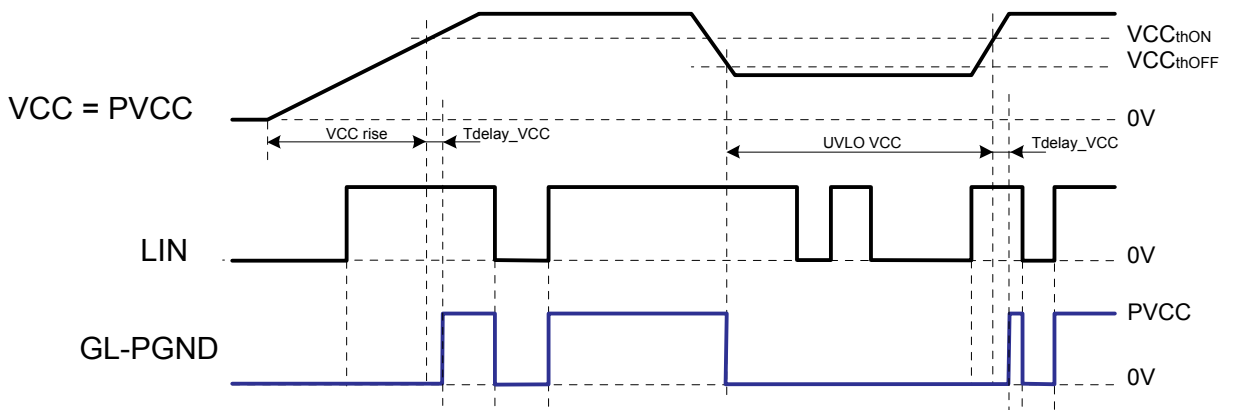 VCCthON
VCCthOFF
VCC = PVCC
0V
VCC rise
Tdelay_VCC
UVLO VCC
Tdelay_VCC
LIN
0V
PVCC
GL-PGND
0V